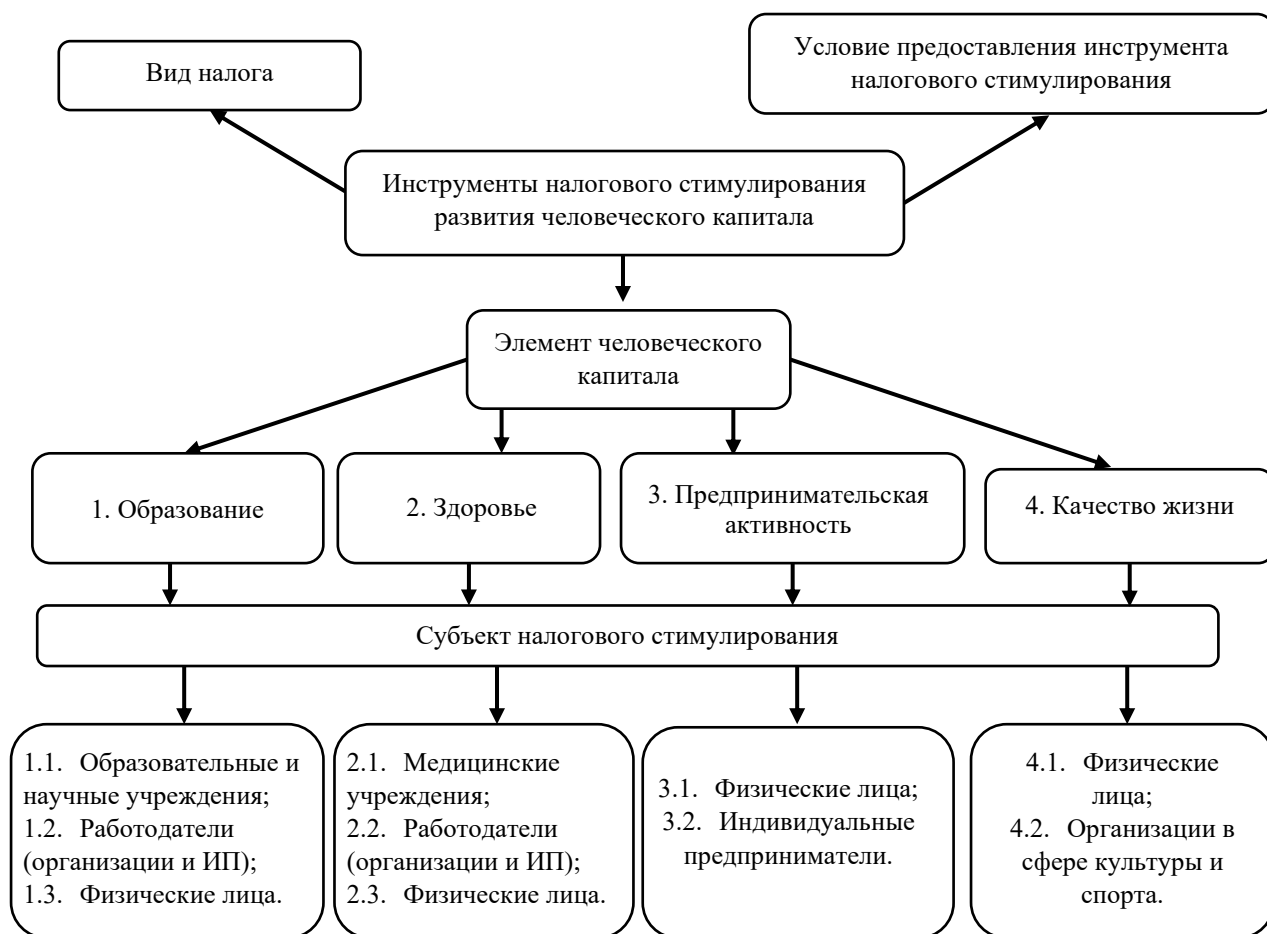 Вид налога
Условие предоставления инструмента
налогового стимулирования
Инструменты налогового стимулирования
развития человеческого капитала
Элемент человеческого
капитала
1. Образование
2. Здоровье
3. Предпринимательская
активность
4. Качество жизни
Субъект налогового стимулирования
1.1. Образовательные и
научные учреждения;
1.2. Работодатели
(организации и ИП);
1.3. Физические лица.
2.1. Медицинские
учреждения;
2.2. Работодатели
(организации и ИП);
2.3. Физические лица.
3.1. Физические лица;
3.2. Индивидуальные
предприниматели.
4.1. Физические
лица;
4.2. Организации в
сфере культуры и
спорта.